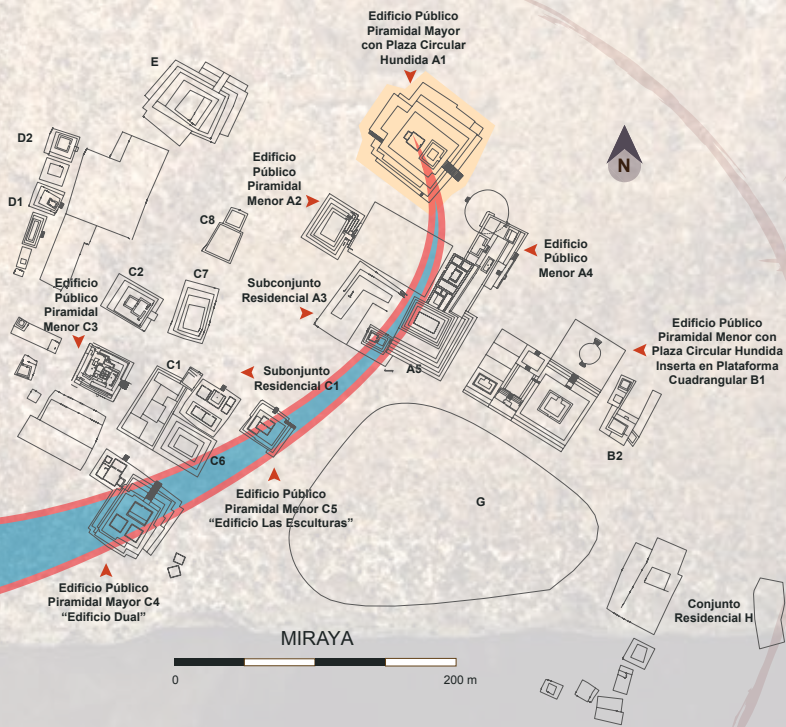 Edificio Público
Piramidal Mayor
con Plaza Circular
Hundida A1
E
D2
Edificio
Público
Piramidal
Menor A2
N
D1
C8
Edificio
Público
Menor A4
C2
C7
Subconjunto
Residencial A3
Edificio
Público
Piramidal
Menor C3
Edificio Público
Piramidal Menor con
Plaza Circular Hundida
Inserta en Plataforma
Cuadrangular B1
C1
Subonjunto
Residencial C1
A5
B2
C6
Edificio Público
Piramidal Menor C5
“Edificio Las Esculturas”
G
Edificio Público
Piramidal Mayor C4
“Edificio Dual”
Conjunto
Residencial H
MIRAYA
0
200 m